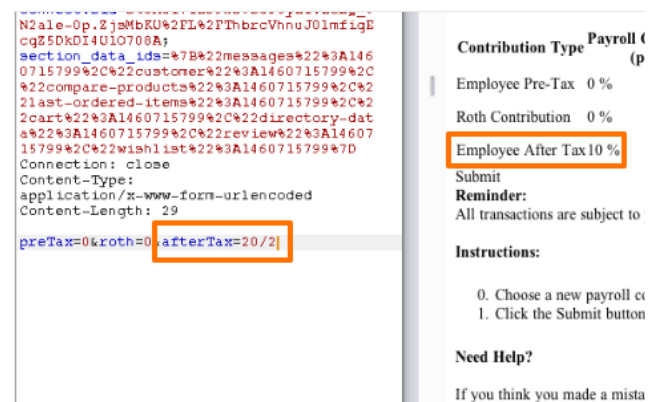 N2ale-0p.ZjsMbKU%2FL%2FThbrcVhnuJ01mfiqE
cqZ5DkDI4UlO708A;
section_data_ids=%7B%22messages%22%3A146
0715799%2C%22customer%22%3A1460715799%2C
%22compare-products%22%3A1460715799%2C%2
2last-ordered-items%22%3A1460715799%2C%2
2cart%22%3A1460715799%2C%22directory-dat
a%22%3A1460715799%2C%22review%22%3A14607
15799%2C%22wishlist%22%3A1460715799%7D
Connection: close
Content-Type:
application/x-www-form-urlencoded
Content-Length: 29
preTax=0&roth=0&afterTax=20/2
Contribution Type Payroll
Employee Pre-Tax 0 %
Roth Contribution 0 %
Employee After Tax 10 %
Submit
Reminder:
All transactions are subject to
Instructions:
0. Choose a new payroll co
1. Click the Submit button
Need Help?
If you think you made a mista